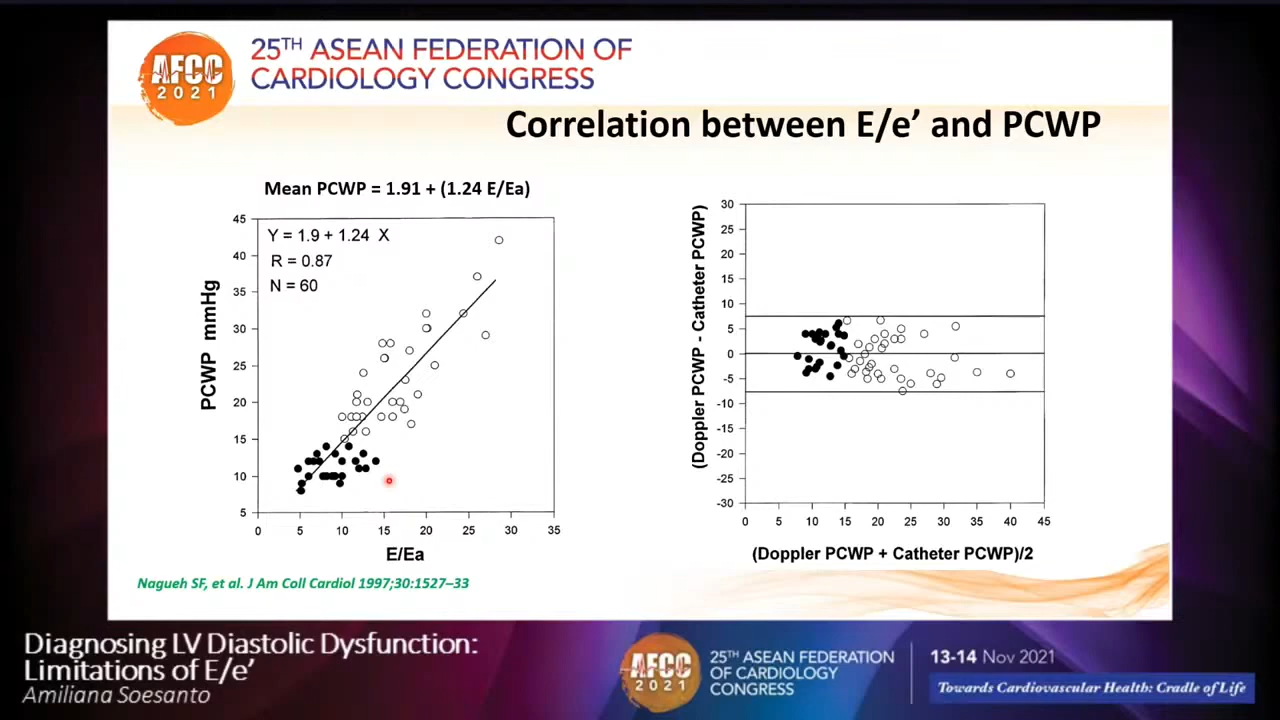 AFCC
2021
25TH ASEAN FEDERATION OF
CARDIOLOGY CONGRESS
Correlation between E/e’ and PCWP
Mean PCWP = 1.91 + (1.24 E/Ea)
Y = 1.9 + 1.24 X
R = 0.87
N = 60
PCWP mmHg
45
40
35
30
25
20
15
10
5
0 5 10 15 20 25 30 35
E/Ea
(Doppler PCWP - Catheter PCWP)
30
25
20
15
10
5
0
-5
-10
-15
-20
-25
-30
0 5 10 15 20 25 30 35 40 45
(Doppler PCWP + Catheter PCWP)/2
Nagueh SF, et al. J Am Coll Cardiol 1997;30:1527–33
Diagnosing LV Diastolic Dysfunction:
Limitations of E/e’
Amiliana Soesanto
AFCC
2021
25TH ASEAN FEDERATION
OF CARDIOLOGY
CONGRESS
13-14 Nov 2021
Towards Cardiovascular Health: Cradle of Life